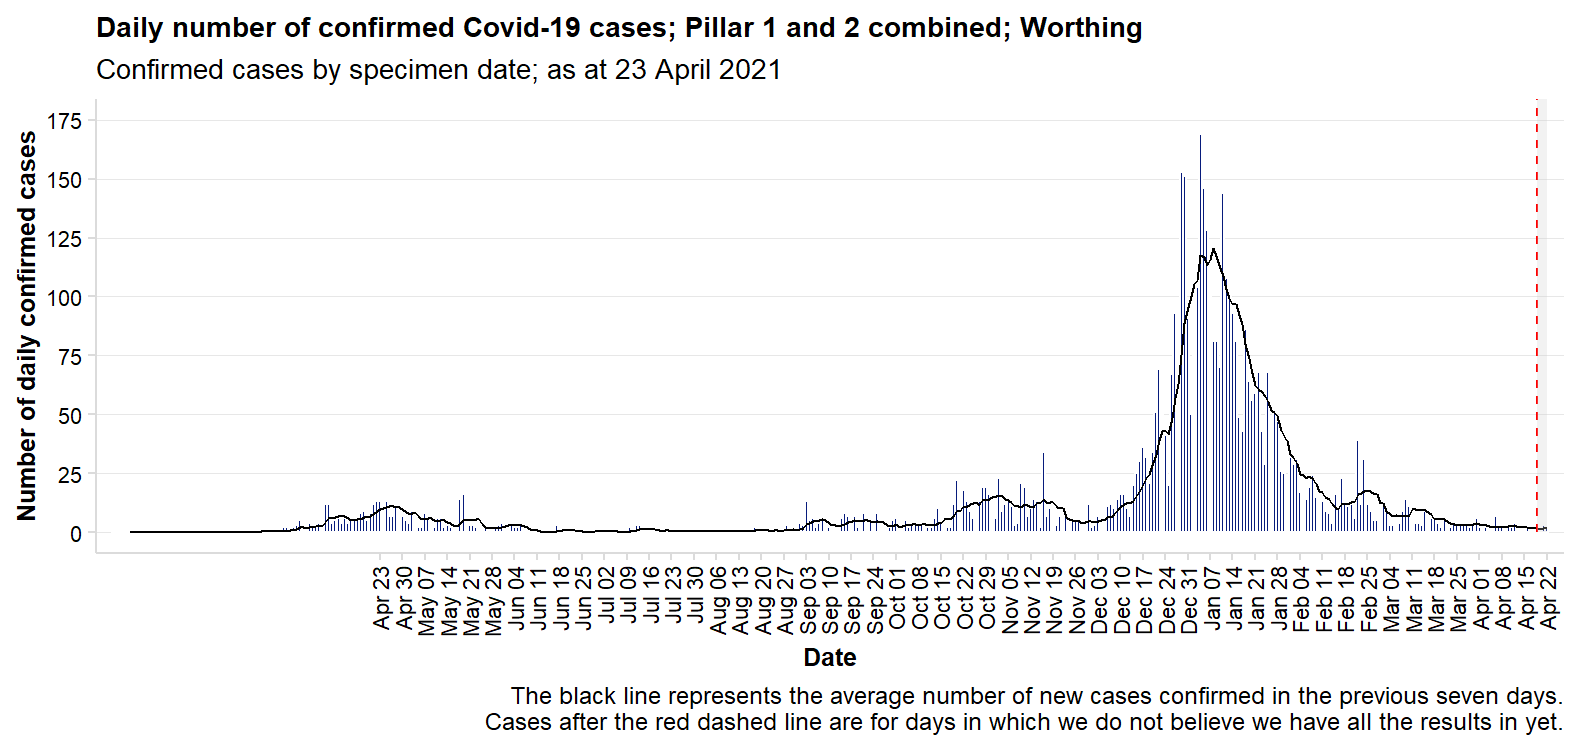 Daily number of confirmed Covid-19 cases; Pillar 1 and 2 combined; Worthing
Confirmed cases by specimen date; as at 23 April 2021
Number of daily confirmed cases
175
150
125
100
75
50
25
0
Apr 23
Apr 30
May 07
May 14
May 21
May 28
Jun 04
Jun 11
Jun 18
Jun 25
Jul 02
Jul 09
Jul 16
Jul 23
Jul 30
Aug 06
Aug 13
Aug 20
Aug 27
Sep 03
Sep 10
Sep 17
Sep 24
Oct 01
Oct 08
Oct 15
Oct 22
Oct 29
Nov 05
Nov 12
Nov 19
Nov 26
Dec 03
Dec 10
Dec 17
Dec 24
Dec 31
Jan 07
Jan 14
Jan 21
Jan 28
Feb 04
Feb 11
Feb 18
Feb 25
Mar 04
Mar 11
Mar 18
Mar 25
Apr 01
Apr 08
Apr 15
Apr 22
Date
The black line represents the average number of new cases confirmed in the previous seven days.
Cases after the red dashed line are for days in which we do not believe we have all the results in yet.